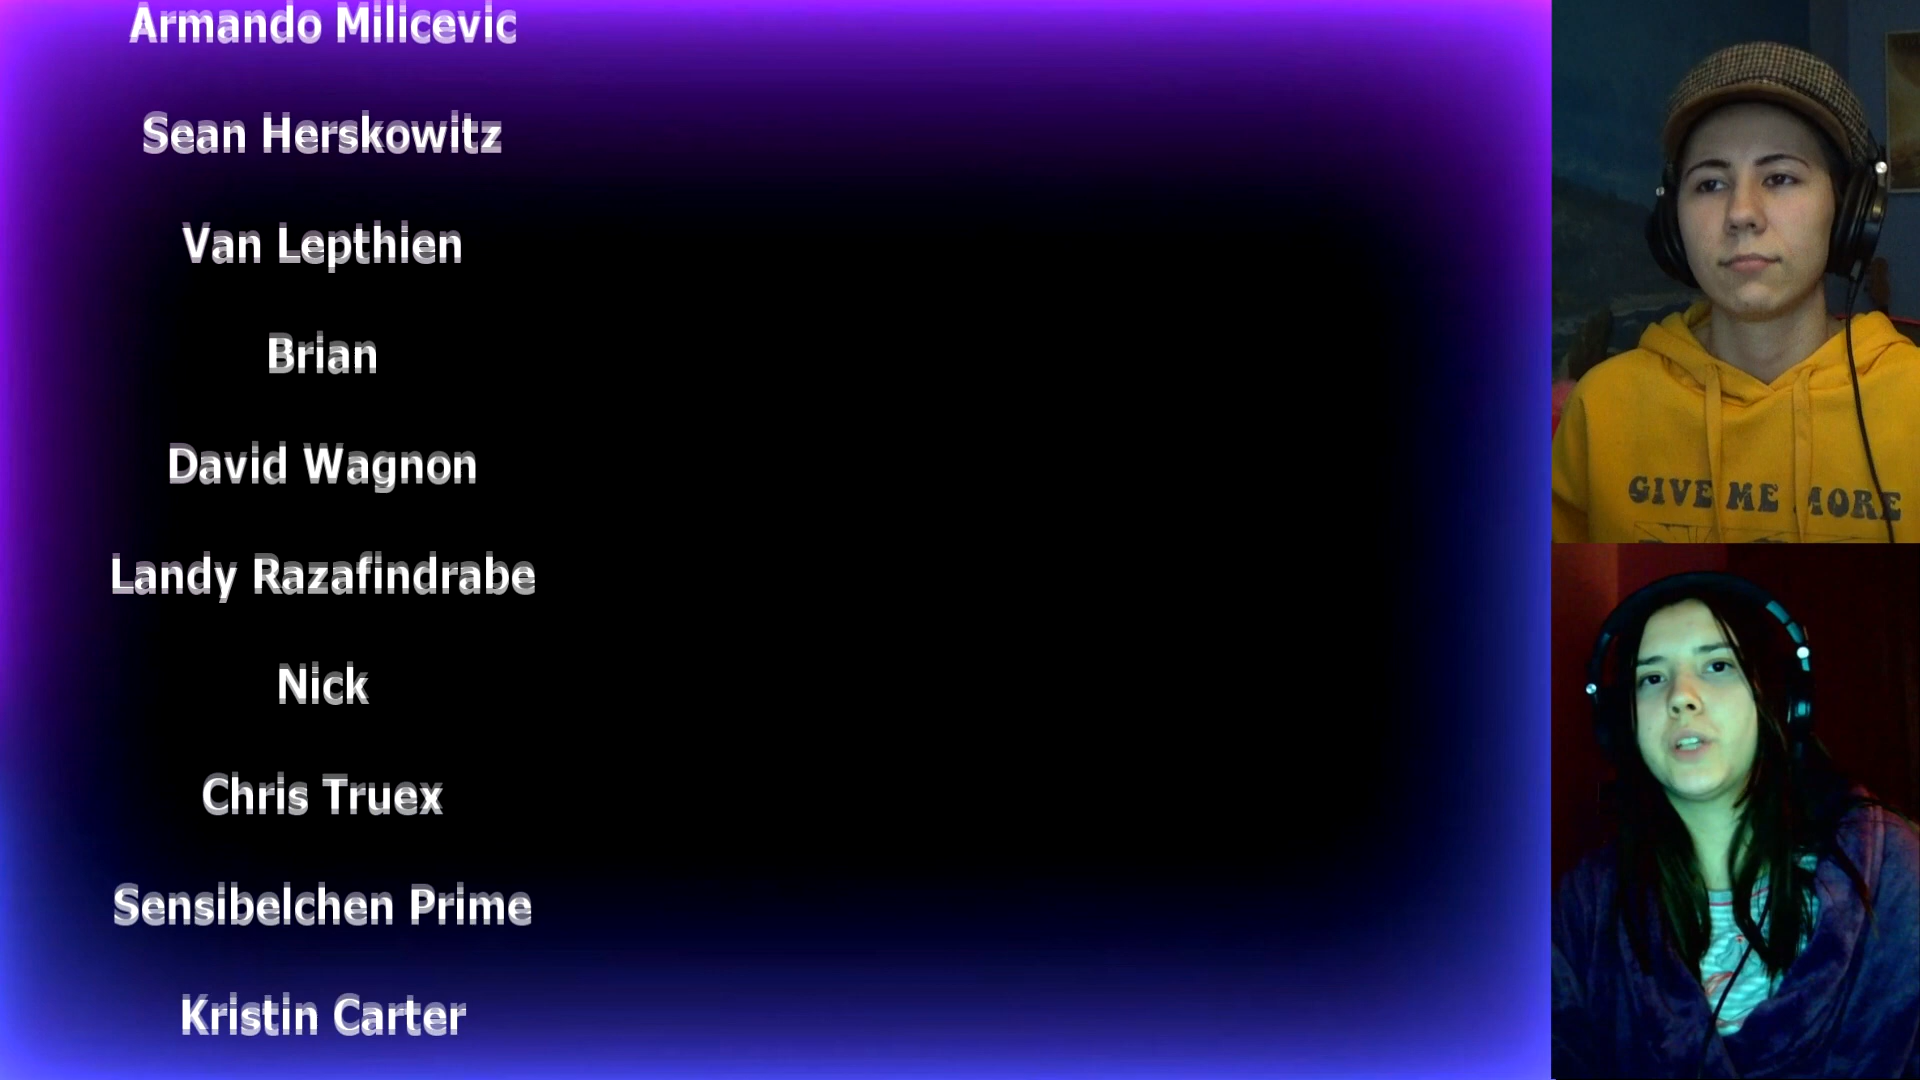 Armando Milicevic
Sean Herskowitz
Van Lepthien
Brian
David Wagnon
Landy Razafindrabe
Nick
Chris Truex
Sensibelchen Prime
Kristin Carter
GIVE ME MORE